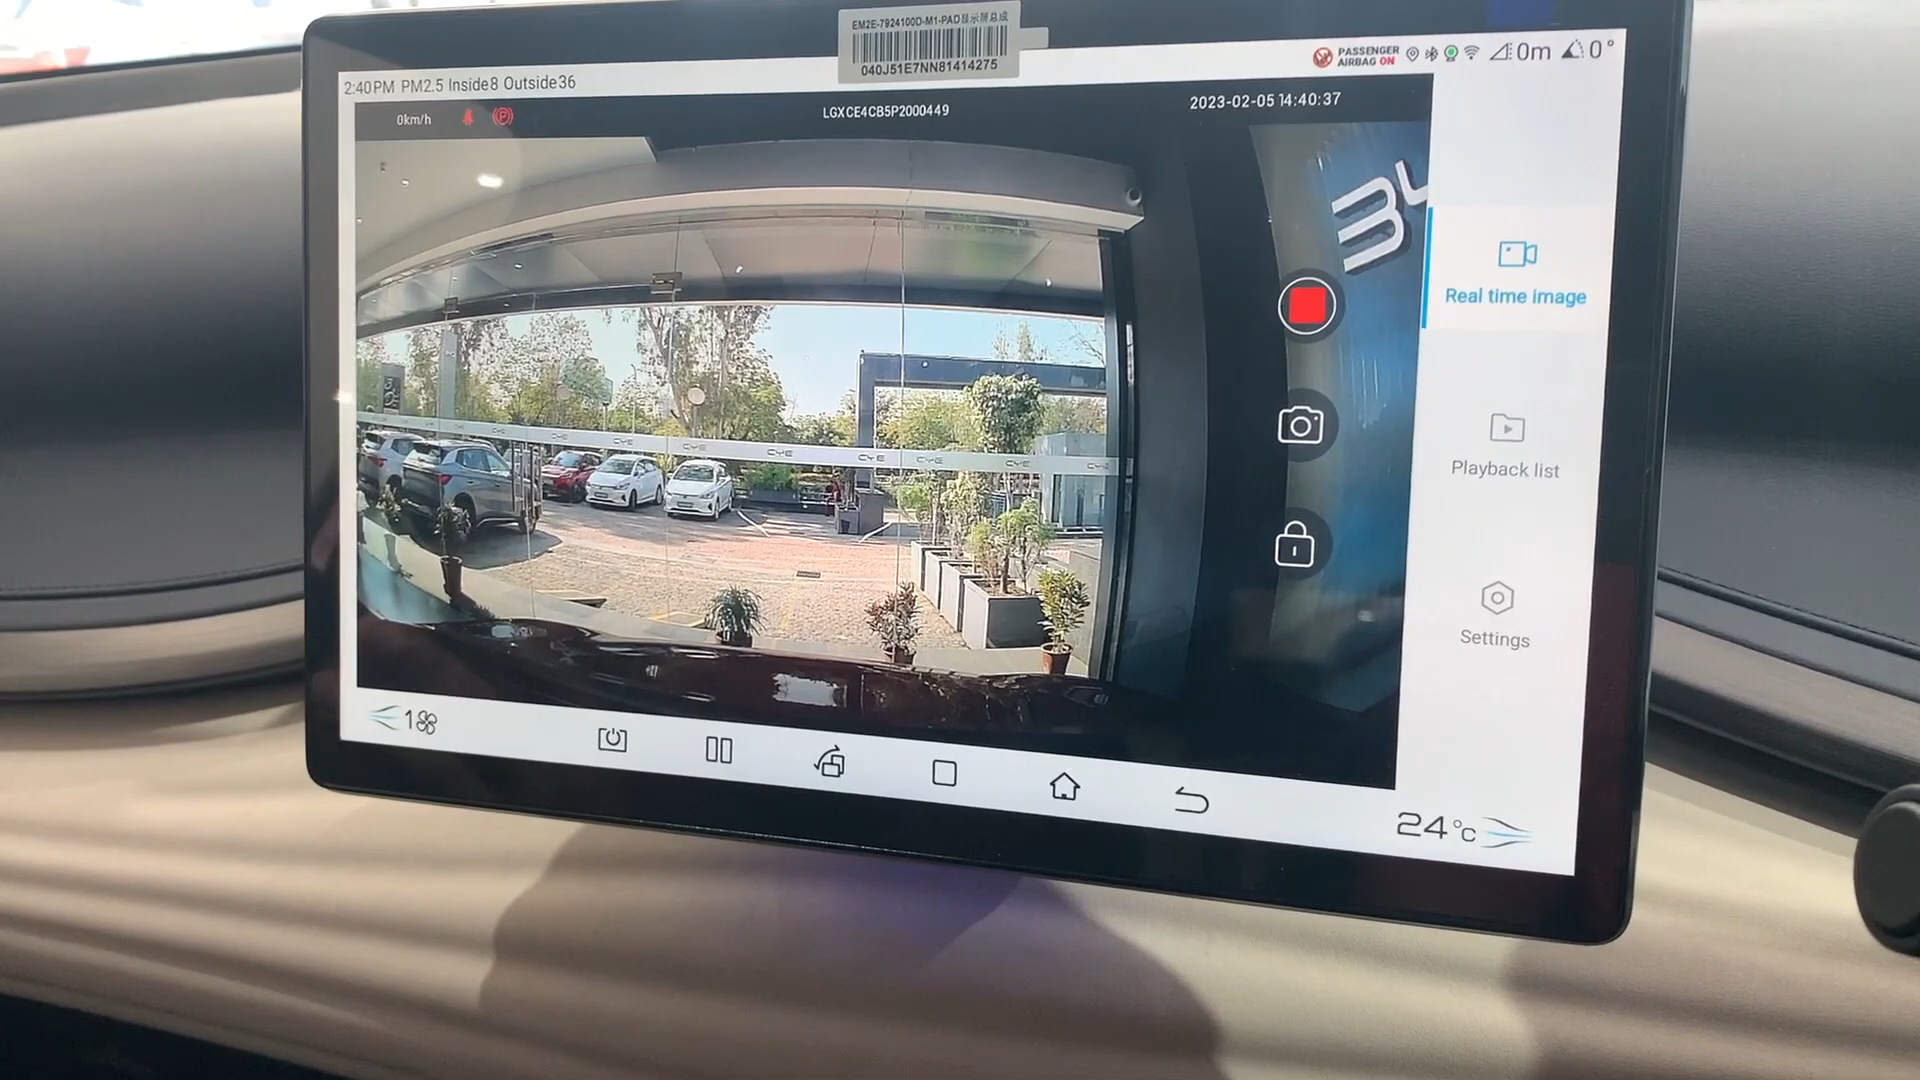 EM2E-7924100D-M1-PAD显示屏总成
040J51E7NN81414275
2:40PM PM2.5 Inside8 Outside36
PASSENGER
AIRBAG ON
0m
0°
0km/h
LGXCE4CB5P2000449
2023-02-05 14:40:37
Real time image
Playback list
Settings
1
24°C